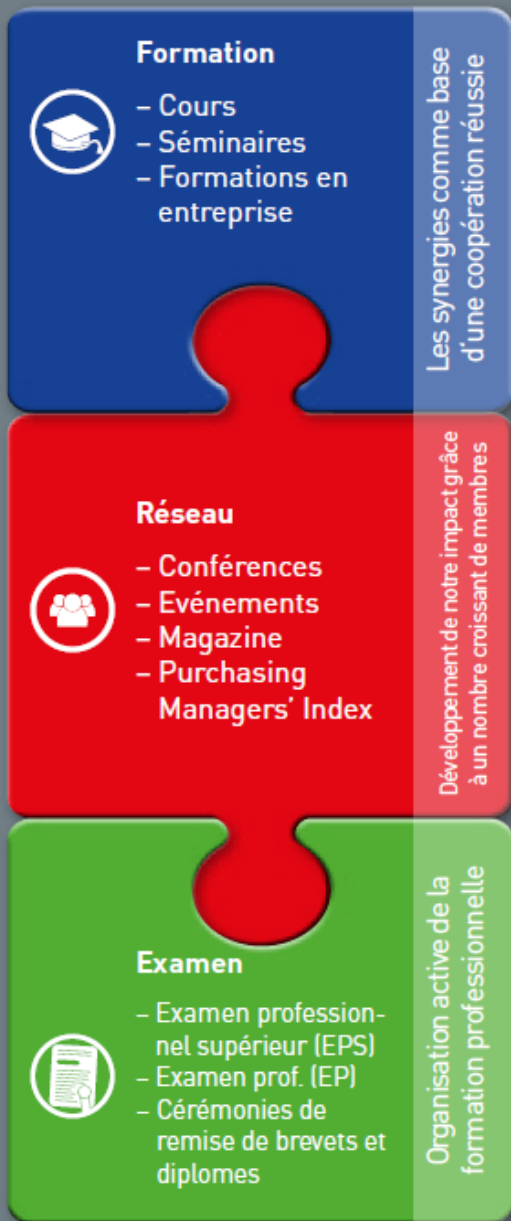 Formation
– Cours
– Séminaires
– Formations en
entreprise
Les synergies comme base
d'une coopération réussie
Réseau
– Conférences
– Evénements
– Magazine
– Purchasing
Managers' Index
Développement de notre impact grâce
à un nombre croissant de membres
Examen
– Examen profession-
nel supérieur (EPS)
– Examen prof. (EP)
– Cérémonies de
remise de brevets et
diplomes
Organisation active de la
formation professionnelle